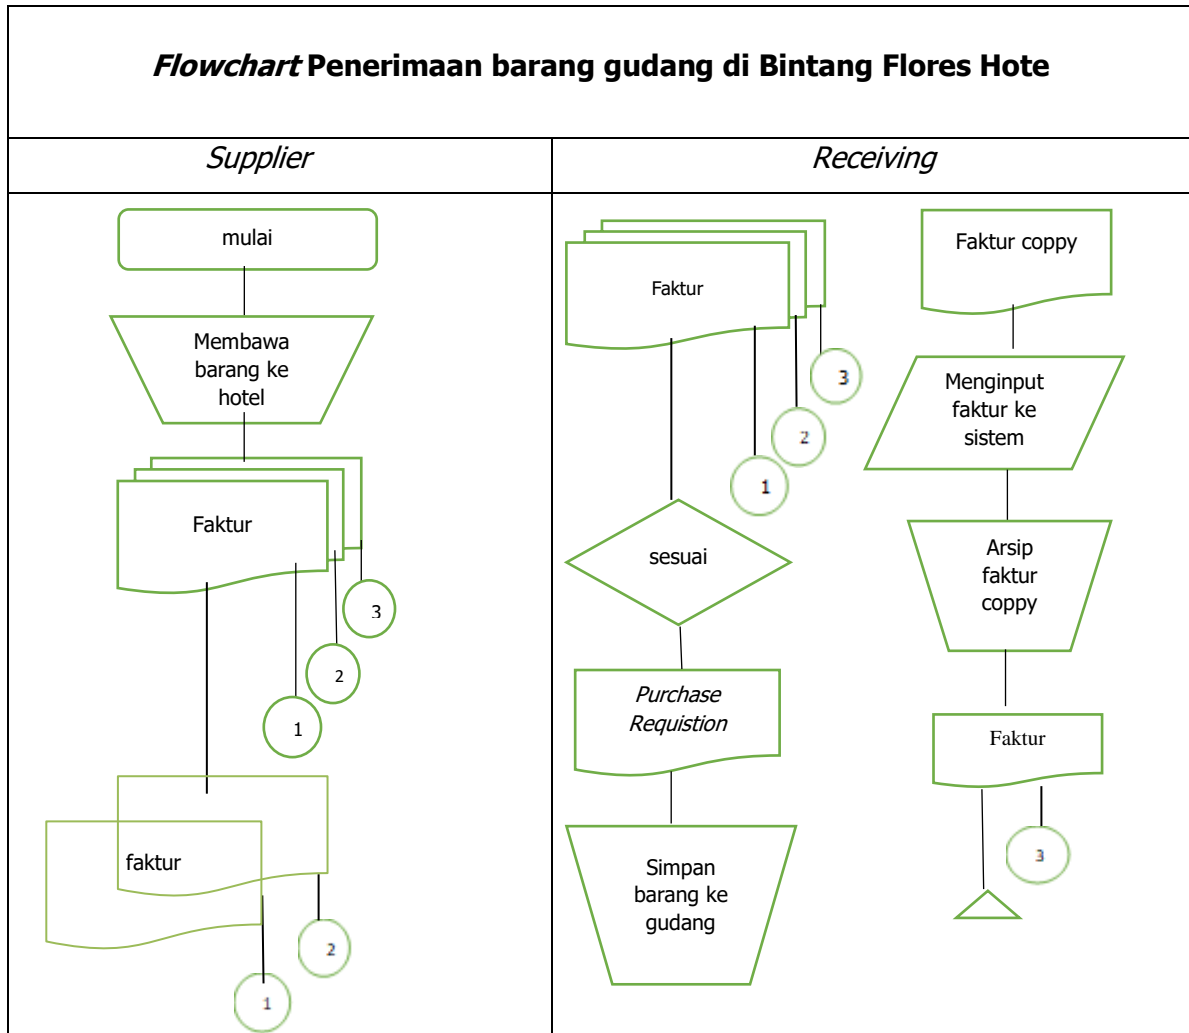 Flowchart Penerimaan barang gudang di Bintang Flores Hote
Supplier
Receiving
mulai
Membawa
barang ke
hotel
Faktur
3
2
1
faktur
2
1
Faktur
3
2
1
sesuai
Purchase
Requistion
Simpan
barang ke
gudang
Faktur coppy
Menginput
faktur ke
sistem
Arsip
faktur
coppy
Faktur
3